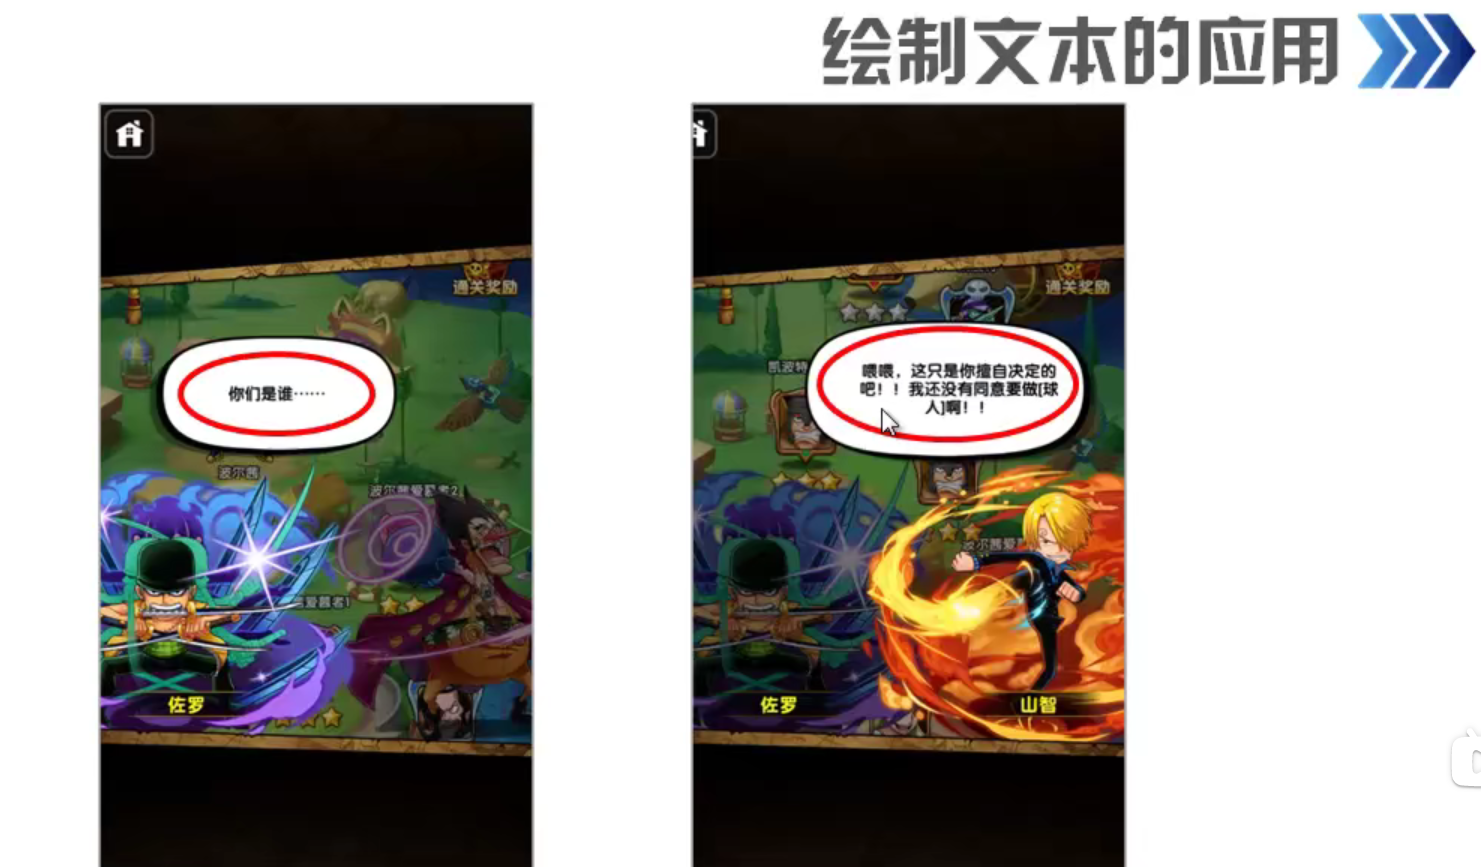 绘制文本的应用
通关奖励
你们是谁……
波尔茜
波尔茜爱慕者2
爱慕者1
佐罗
通关奖励
凯波特
喂喂，这只是你擅自决定的
吧！！我还没有同意要做[球
人]啊！！
波尔茜爱
佐罗
山智